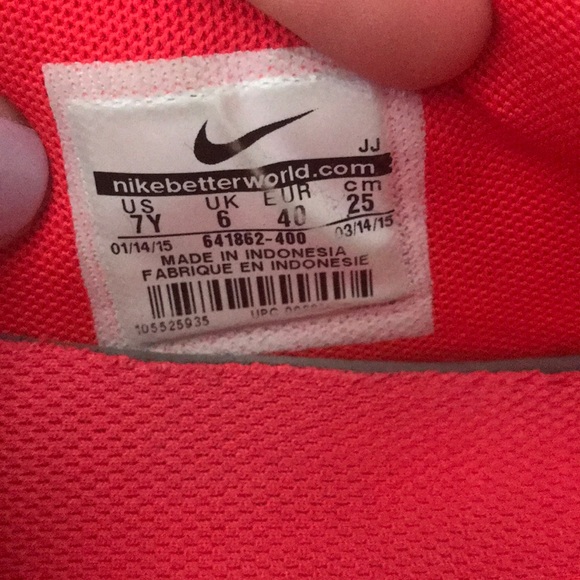 JJ
nikebetterworld.com
US UK EUR cm
7Y 6 40 25
01/14/15 641862-400 03/14/15
MADE IN INDONESIA
FABRIQUE EN INDONESIE
105525935 UPC